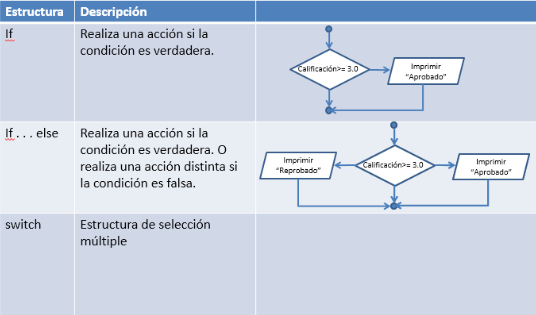 Estructura Descripción
If
Realiza una acción si la
condición es verdadera.
Calificación>= 3.0
Imprimir
“Aprobado”
If . . . else
Realiza una acción si la
condición es verdadera. O
realiza una acción distinta si
la condición es falsa.
Imprimir
“Reprobado”
Calificación>= 3.0
Imprimir
“Aprobado”
switch
Estructura de selección
múltiple